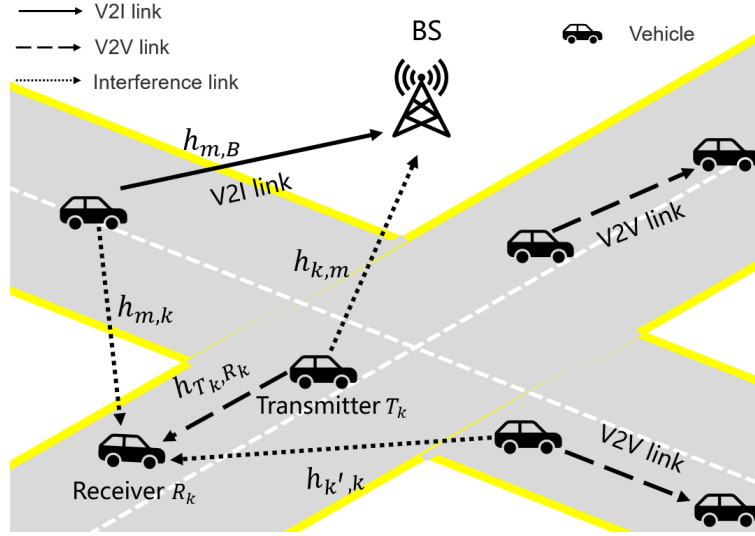 V2I link
V2V link
Interference link
BS
Vehicle
h_{m,B}
V2I link
V2V link
h_{k,m}
h_{m,k}
h_{T_k,R_k}
Transmitter T_k
V2V link
Receiver R_k
h_{k',k}